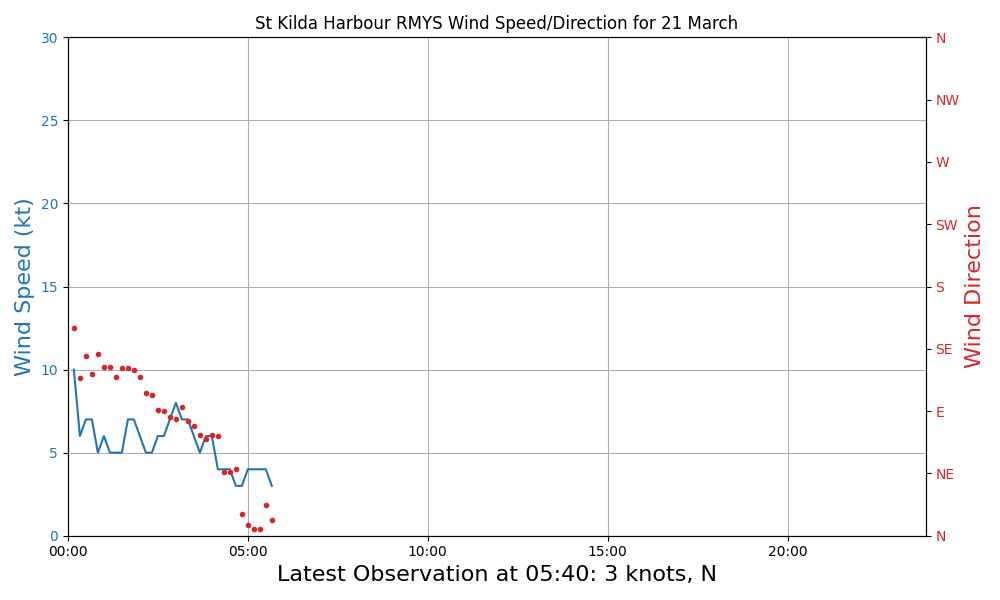 St Kilda Harbour RMYS Wind Speed/Direction for 21 March
30
25
20
15
10
5
0
Wind Speed (kt)
N
NW
W
SW
S
SE
E
NE
N
Wind Direction
00:00
05:00
10:00
15:00
20:00
Latest Observation at 05:40: 3 knots, N